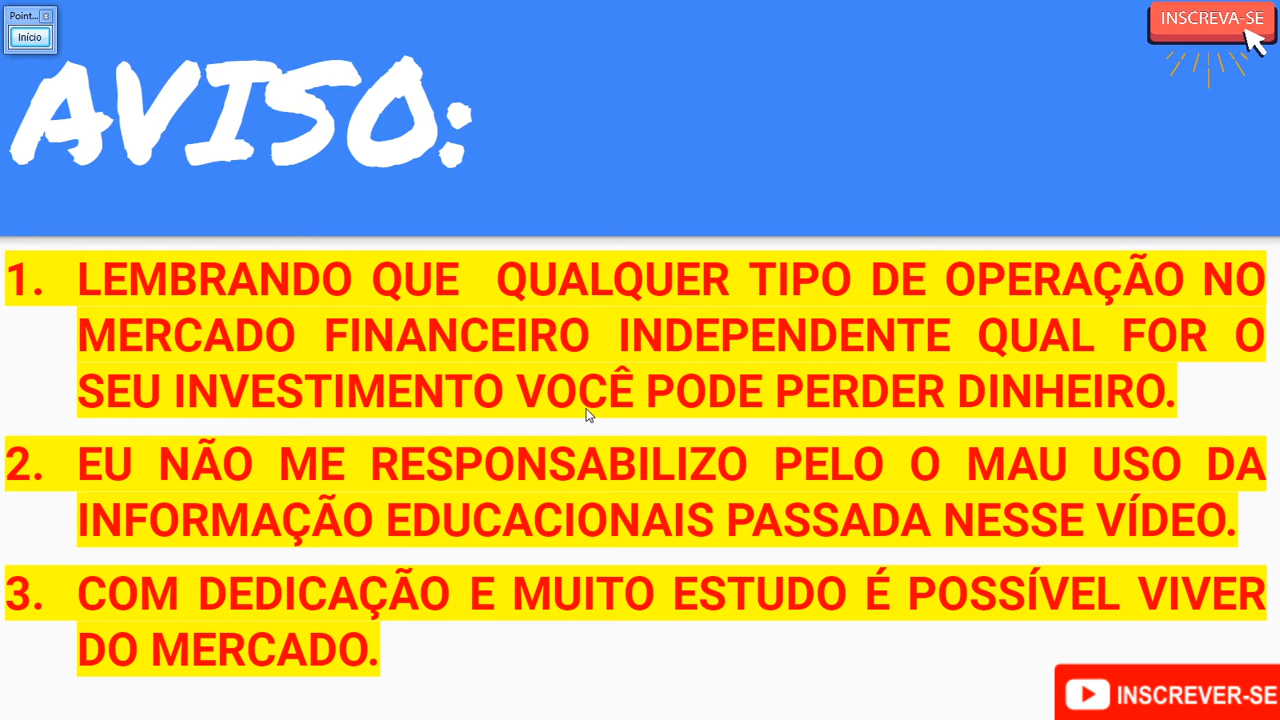 Point...
Início
INSCREVA-SE
AVISO:
1. LEMBRANDO QUE QUALQUER TIPO DE OPERAÇÃO NO
MERCADO FINANCEIRO INDEPENDENTE QUAL FOR O
SEU INVESTIMENTO VOCÊ PODE PERDER DINHEIRO.
2. EU NÃO ME RESPONSABILIZO PELO O MAU USO DA
INFORMAÇÃO EDUCACIONAIS PASSADA NESSE VÍDEO.
3. COM DEDICAÇÃO E MUITO ESTUDO É POSSÍVEL VIVER
DO MERCADO.
INSCREVER-SE